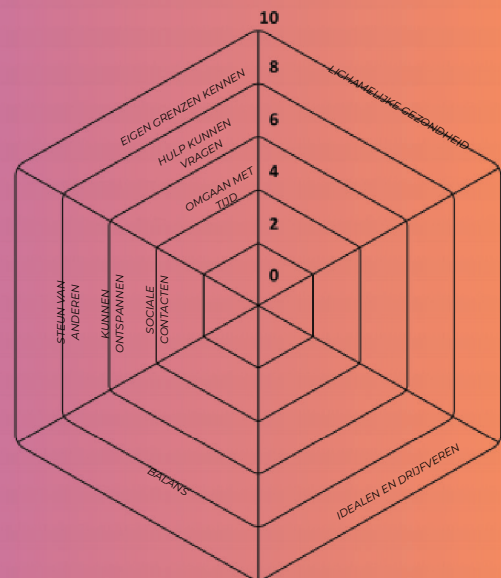 10
LICHAMELIJKE GEZONDHEID
8
EIGEN GRENZEN KENNEN
6
HULP KUNNEN
VRAGEN
4
OMGAAN MET
TIJD
2
0
STEUN VAN
ANDEREN
KUNNEN
ONTSPANNEN
SOCIALE
CONTACTEN
BALANS
IDEALEN EN DRIJFVEREN